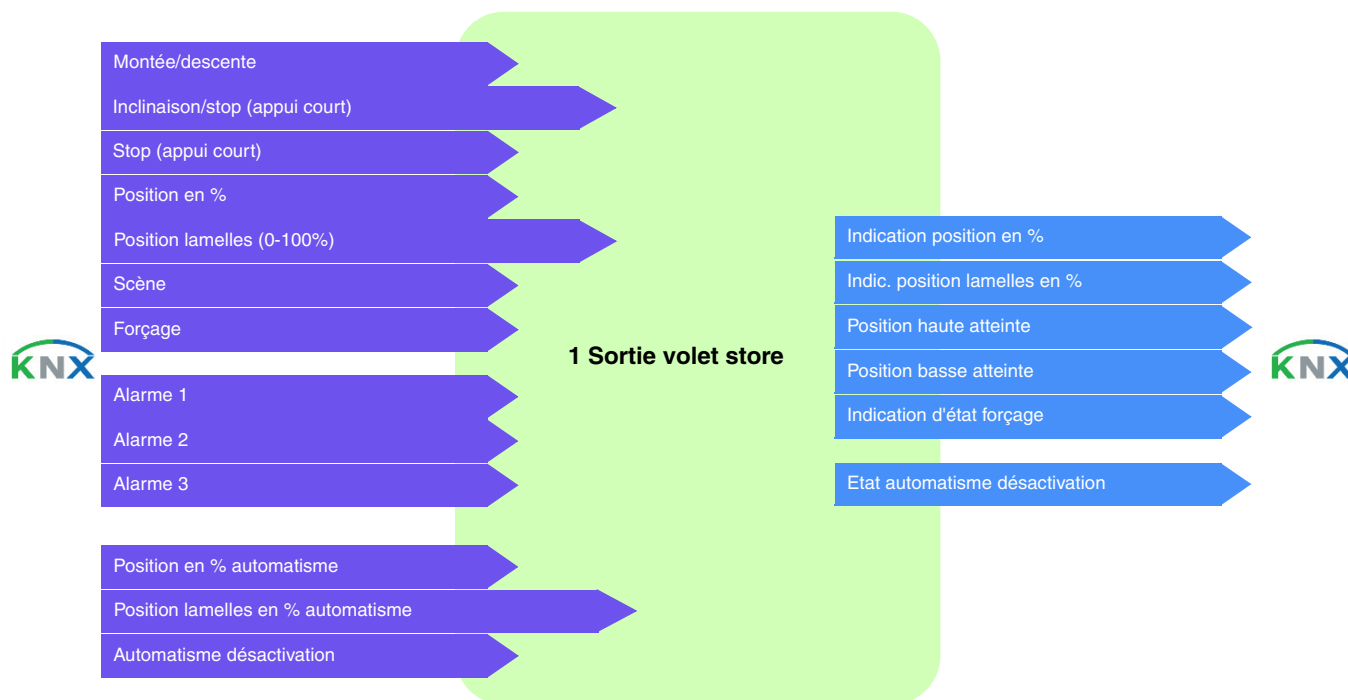 Montée/descente
Inclinaison/stop (appui court)
Stop (appui court)
Position en %
Position lamelles (0-100%)
Scène
Forçage
KNX
Alarme 1
Alarme 2
Alarme 3
Position en % automatisme
Position lamelles en % automatisme
Automatisme désactivation
1 Sortie volet store
Indication position en %
Indic. position lamelles en %
Position haute atteinte
Position basse atteinte
Indication d'état forçage
Etat automatisme désactivation
KNX